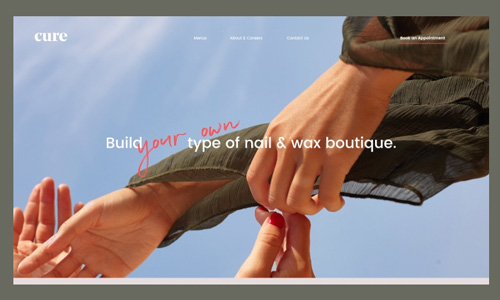 cure
Menus
About & Careers
Contact Us
Book an Appointment
Build your own type of nail & wax boutique.